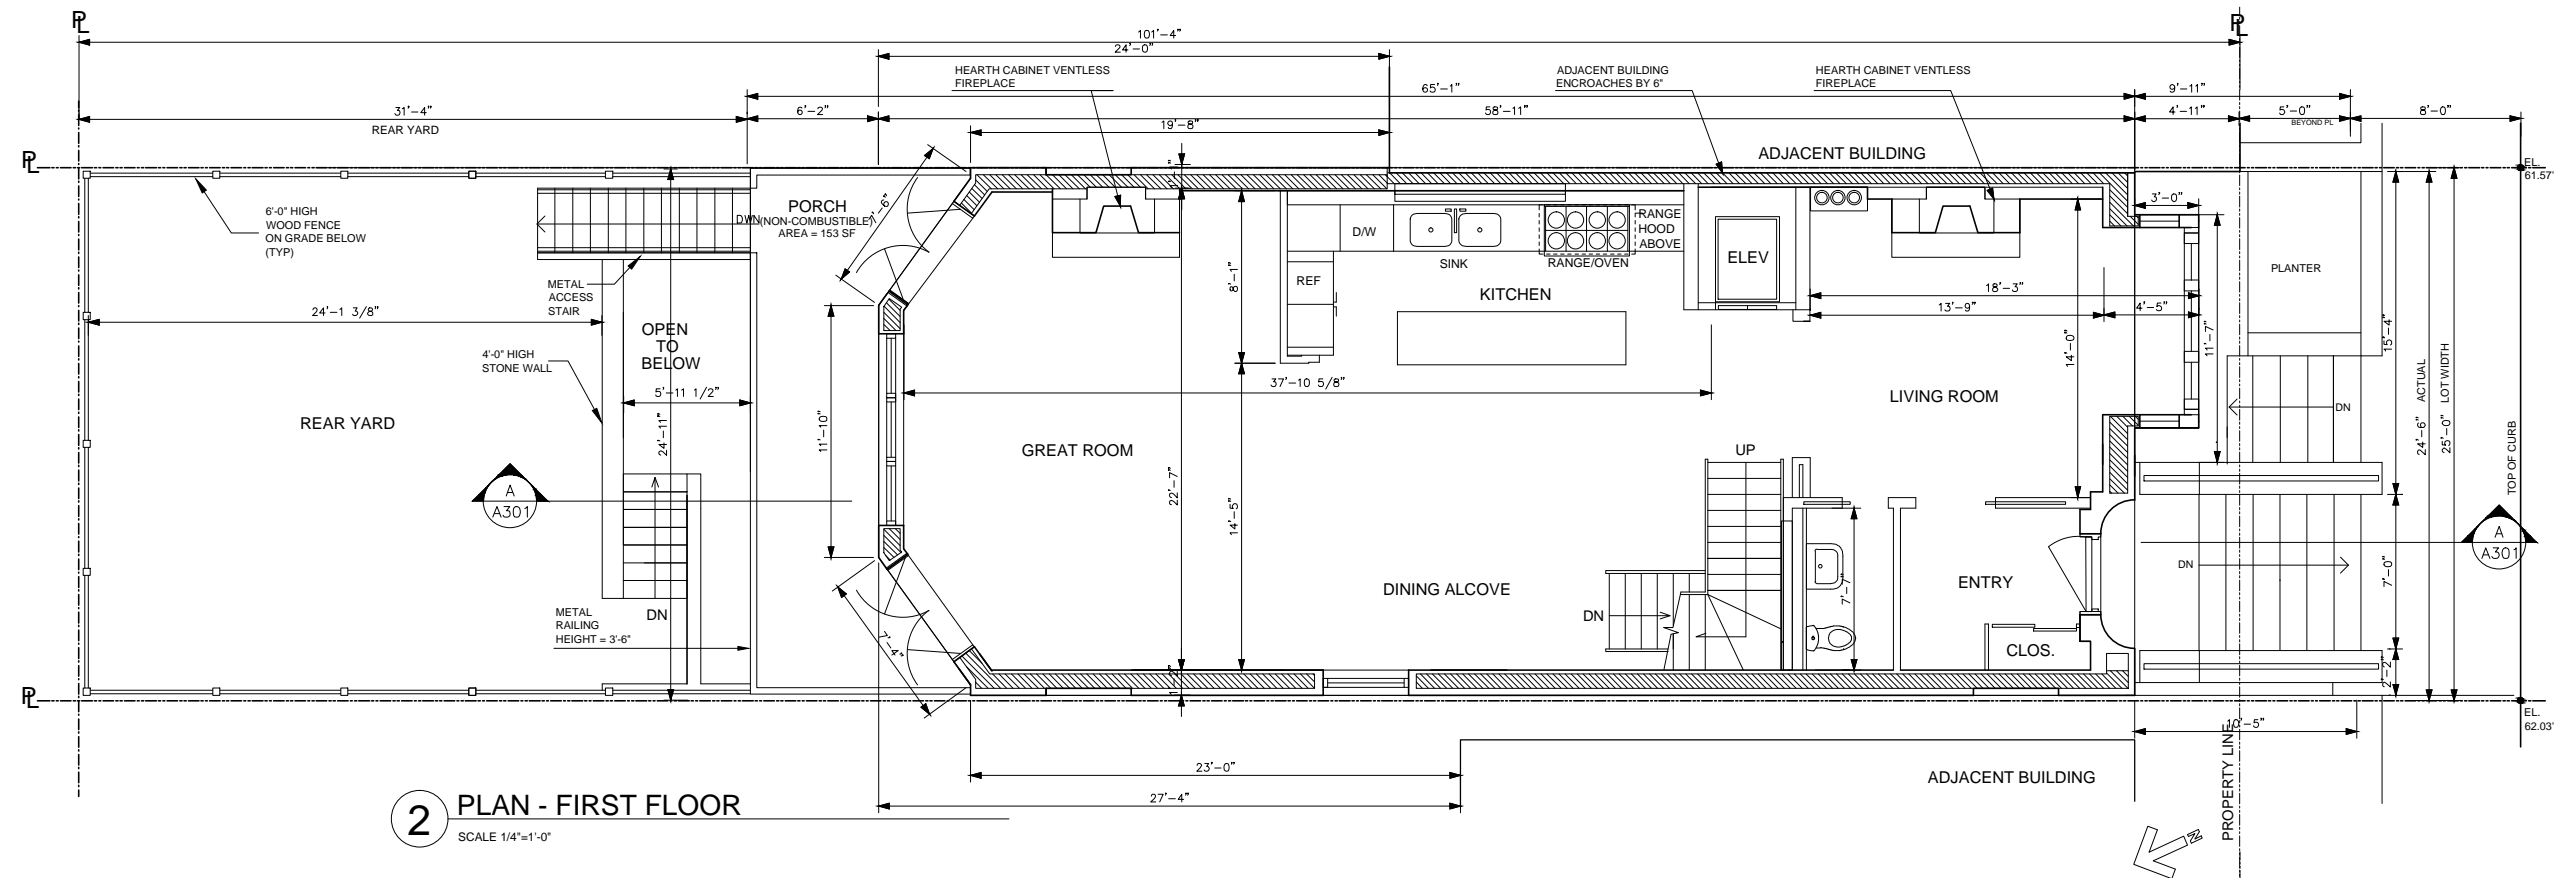 PL
PL
101'-4"
24'-0"
HEARTH CABINET VENTLESS
FIREPLACE
ADJACENT BUILDING
ENCROACHES BY 6"
HEARTH CABINET VENTLESS
FIREPLACE
65'-1"
9'-11"
31'-4"
REAR YARD
6'-2"
58'-11"
4'-11"
5'-0"
BEYOND PL
8'-0"
19'-8"
PL
ADJACENT BUILDING
EL.
61.57'
6'-0" HIGH
WOOD FENCE
ON GRADE BELOW
(TYP)
DWN
PORCH
(NON-COMBUSTIBLE)
AREA = 153 SF
3'-0"
D/W
SINK
RANGE/OVEN
RANGE
HOOD
ABOVE
ELEV
REF
KITCHEN
8'-1"
18'-3"
13'-9"
4'-5"
PLANTER
METAL
ACCESS
STAIR
24'-1 3/8"
OPEN
TO
BELOW
4'-0" HIGH
STONE WALL
5'-11 1/2"
24'-11"
11'-10"
37'-10 5/8"
14'-0"
11'-7"
15'-4"
24'-6" ACTUAL
25'-0" LOT WIDTH
TOP OF CURB
DN
REAR YARD
GREAT ROOM
LIVING ROOM
UP
22'-7"
14'-5"
A
A301
A
A301
DINING ALCOVE
DN
7'-7"
ENTRY
DN
7'-0"
METAL
RAILING
HEIGHT = 3'-6"
DN
7'-4"
CLOS.
2'-2"
PL
EL.
62.03'
10'-5"
23'-0"
27'-4"
ADJACENT BUILDING
PROPERTY LINE
N
2
PLAN - FIRST FLOOR
SCALE 1/4"=1'-0"